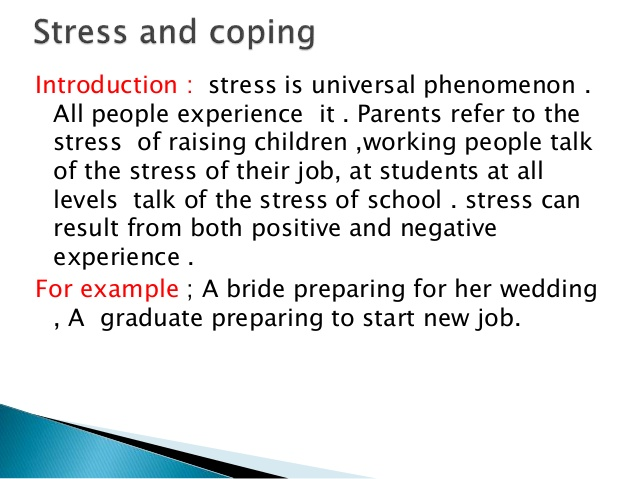 Stress and coping
Introduction :  stress is universal phenomenon .
All people experience  it . Parents refer to the
stress  of raising children ,working people talk
of the stress of their job, at students at all
levels  talk of the stress of school . stress can
result from both positive and negative
experience .
For example ; A bride preparing for her wedding
, A  graduate preparing to start new job.